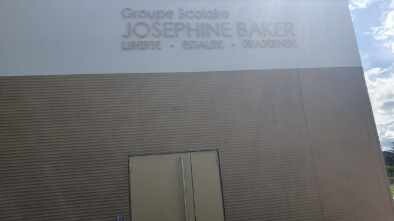 Groupe Scolaire
JOSEPHINE BAKER
LIBERTE • EGALITE • FRATERNITE